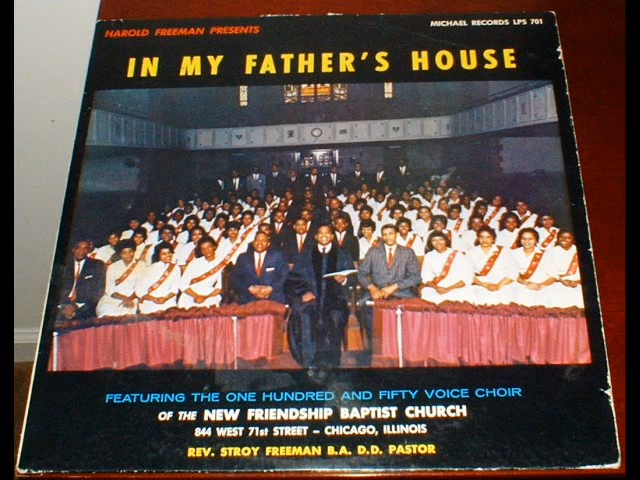 HAROLD FREEMAN PRESENTS
MICHAEL RECORDS LPS 701
IN MY FATHER'S HOUSE
FEATURING THE ONE HUNDRED AND FIFTY VOICE CHOIR
OF THE NEW FRIENDSHIP BAPTIST CHURCH
844 WEST 71st STREET – CHICAGO, ILLINOIS
REV. STROY FREEMAN B.A. D.D. PASTOR